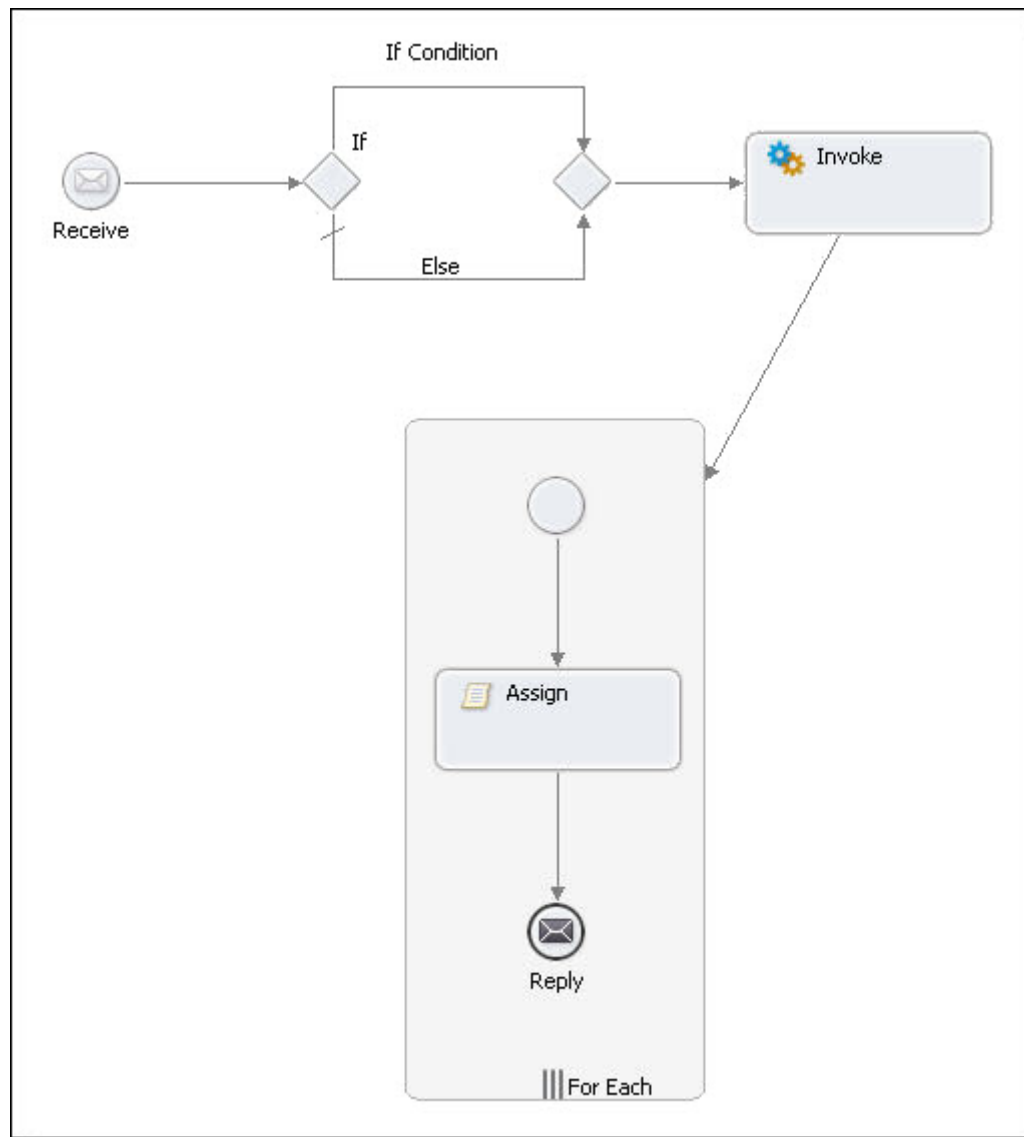 If Condition
If
Invoke
Receive
Else
Assign
Reply
For Each